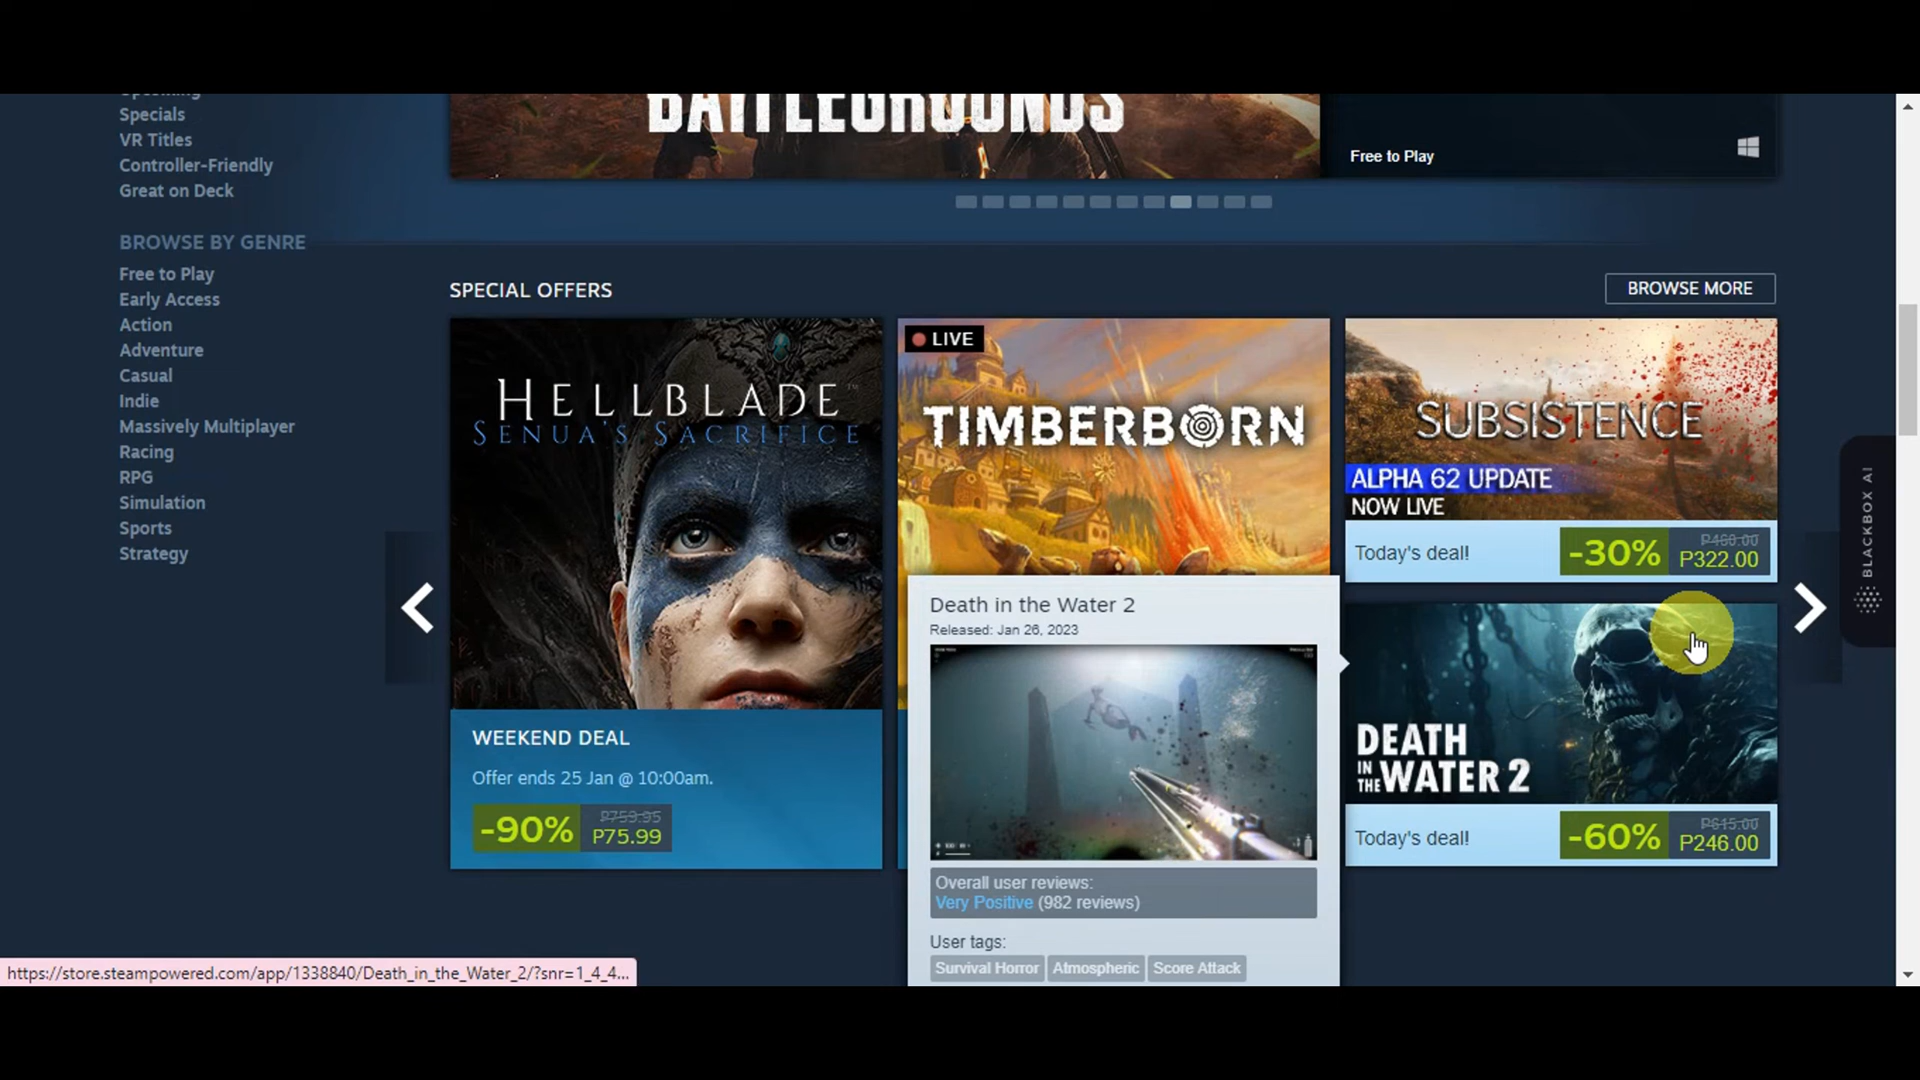 Upcoming
Specials
VR Titles
Controller-Friendly
Great on Deck
BROWSE BY GENRE
Free to Play
Early Access
Action
Adventure
Casual
Indie
Massively Multiplayer
Racing
RPG
Simulation
Sports
Strategy
BATTLEGROUNDS
Free to Play
SPECIAL OFFERS
BROWSE MORE
HELLBLADE™
SENUA'S SACRIFICE
WEEKEND DEAL
Offer ends 25 Jan @ 10:00am.
-90%
P759.95
P75.99
LIVE
TIMBERBORN
Death in the Water 2
Released: Jan 26, 2023
Overall user reviews:
Very Positive (982 reviews)
User tags:
Survival Horror Atmospheric Score Attack
SUBSISTENCE
ALPHA 62 UPDATE
NOW LIVE
Today's deal!
-30%
P460.00
P322.00
DEATH
IN THE WATER 2
Today's deal!
-60%
P615.00
P246.00
BLACKBOX AI
https://store.steampowered.com/app/1338840/Death_in_the_Water_2/?snr=1_4_4...